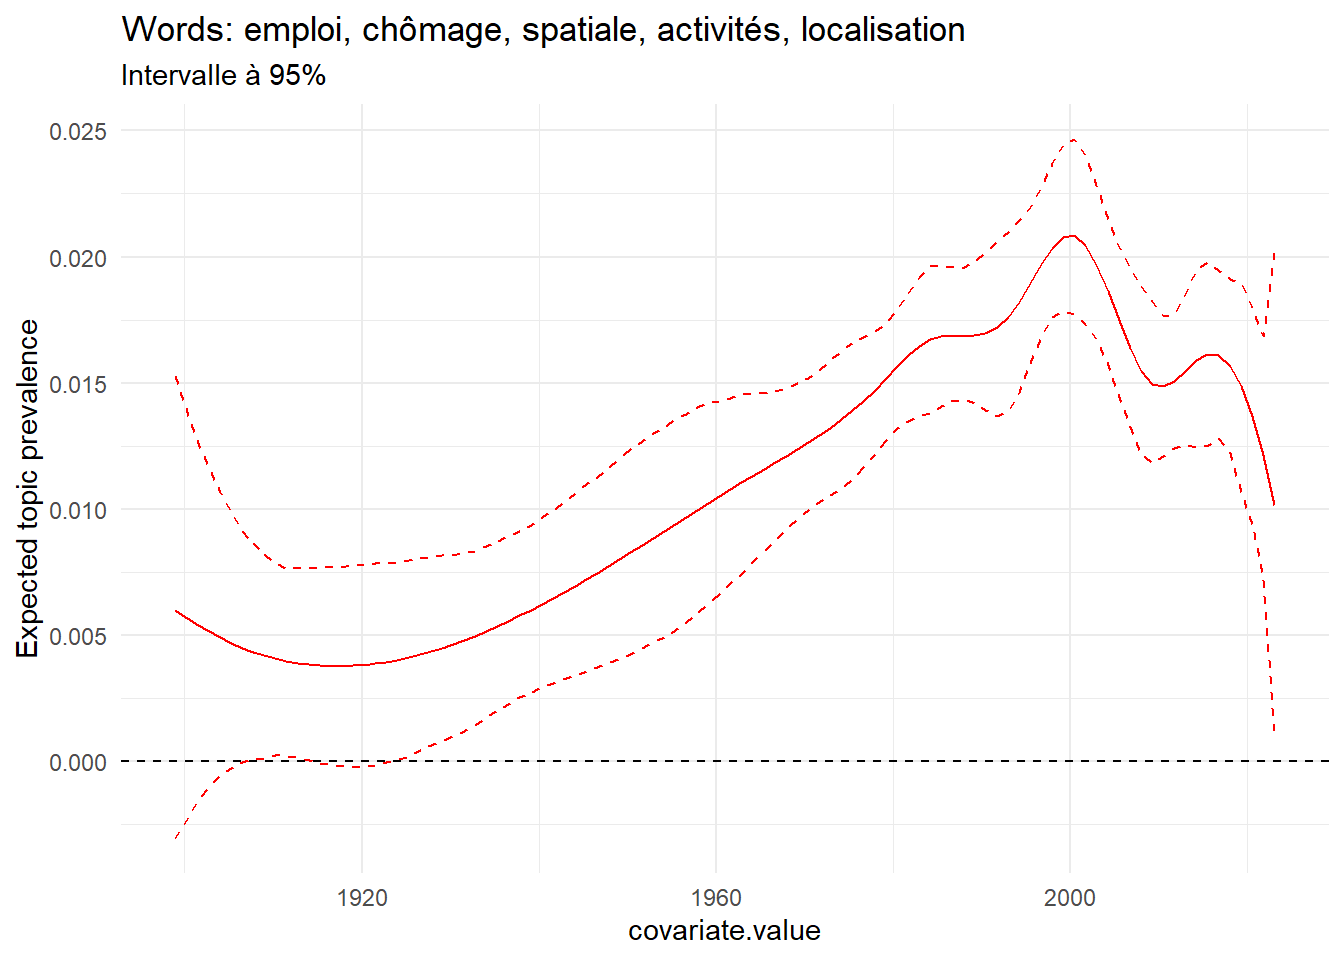 Words: emploi, chômage, spatiale, activités, localisation
Intervalle à 95%
0.025
0.020
0.015
0.010
0.005
0.000
Expected topic prevalence
1920
1960
2000
covariate.value